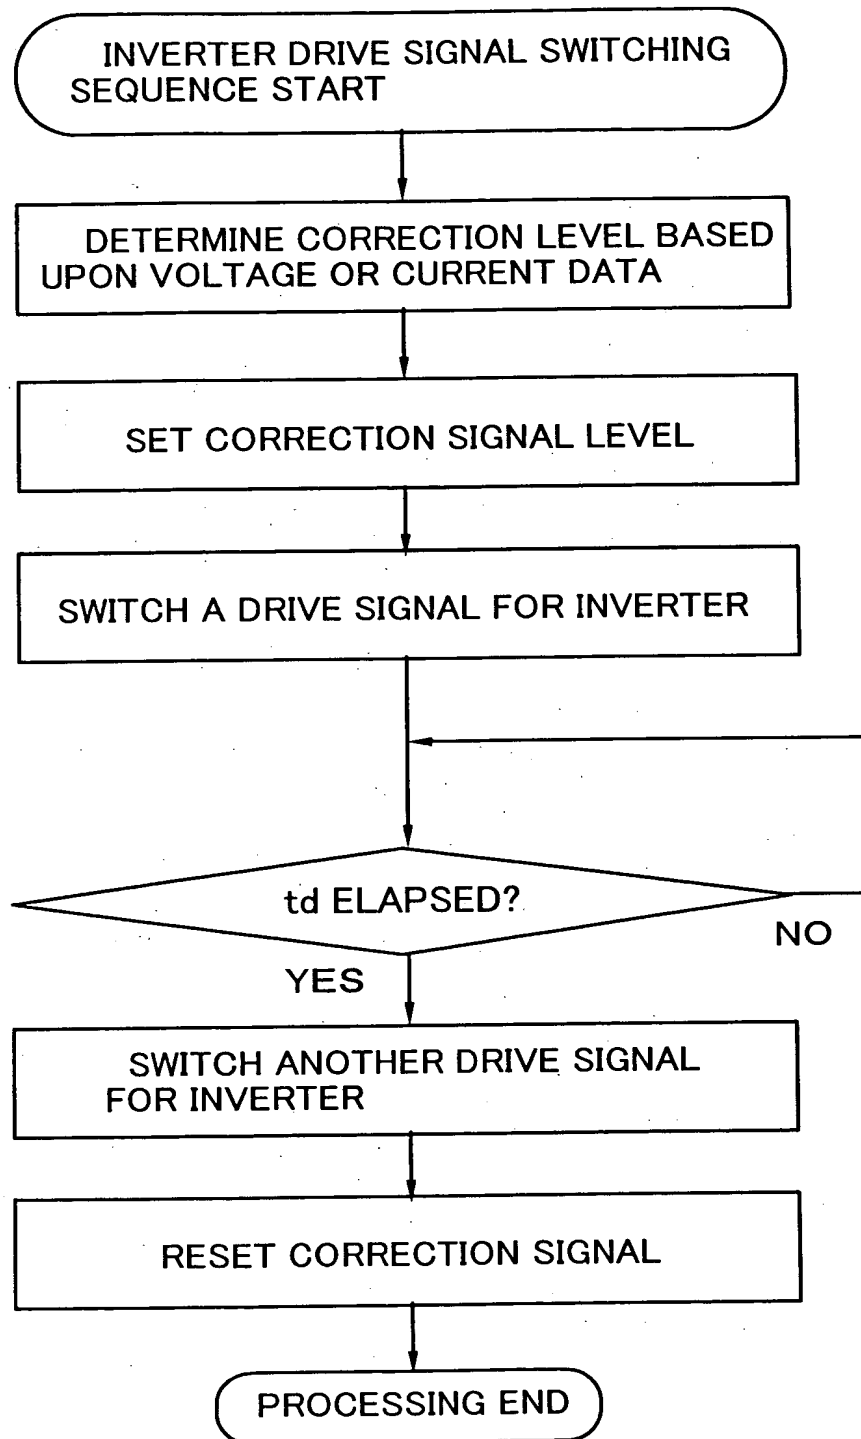 INVERTER DRIVE SIGNAL SWITCHING
SEQUENCE START
DETERMINE CORRECTION LEVEL BASED
UPON VOLTAGE OR CURRENT DATA
SET CORRECTION SIGNAL LEVEL
SWITCH A DRIVE SIGNAL FOR INVERTER
td ELAPSED?
NO
YES
SWITCH ANOTHER DRIVE SIGNAL
FOR INVERTER
RESET CORRECTION SIGNAL
PROCESSING END